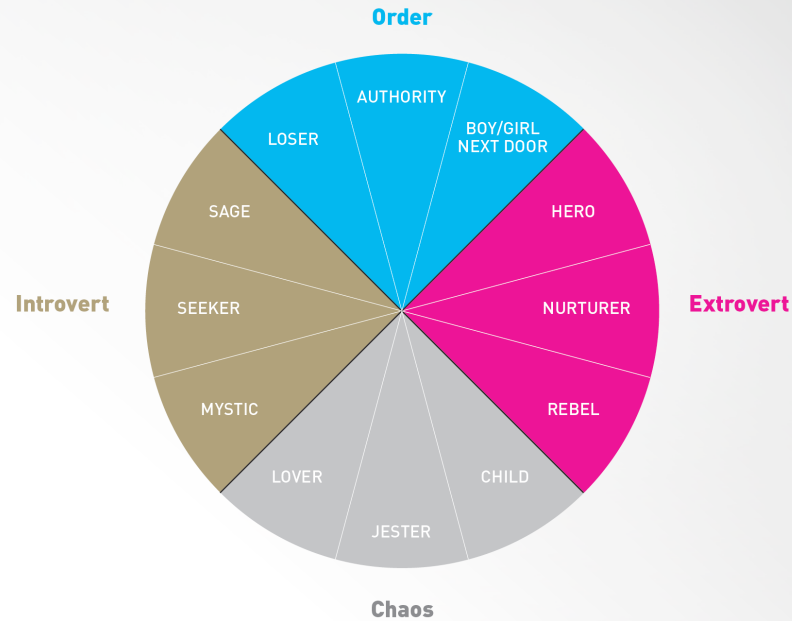 Order
AUTHORITY
BOY/GIRL
NEXT DOOR
LOSER
SAGE
HERO
Introvert
SEEKER
NURTURER
Extrovert
MYSTIC
REBEL
LOVER
CHILD
JESTER
Chaos